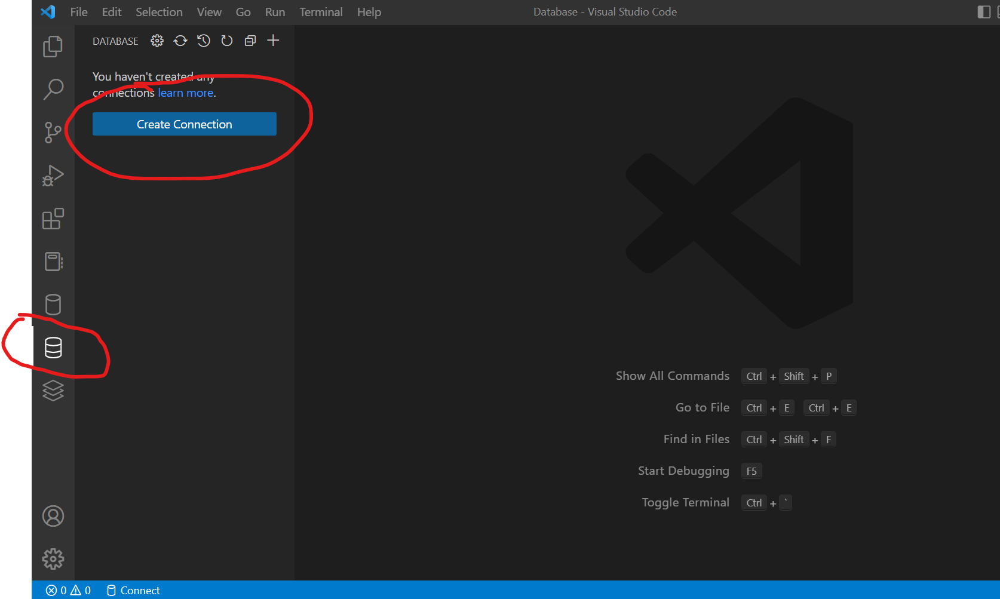 File Edit Selection View Go Run Terminal Help
Database - Visual Studio Code
DATABASE
You haven't created any
connections learn more.
Create Connection
Show All Commands Ctrl + Shift + P
Go to File Ctrl + E Ctrl + E
Find in Files Ctrl + Shift + F
Start Debugging F5
Toggle Terminal Ctrl + `
0 0 Connect